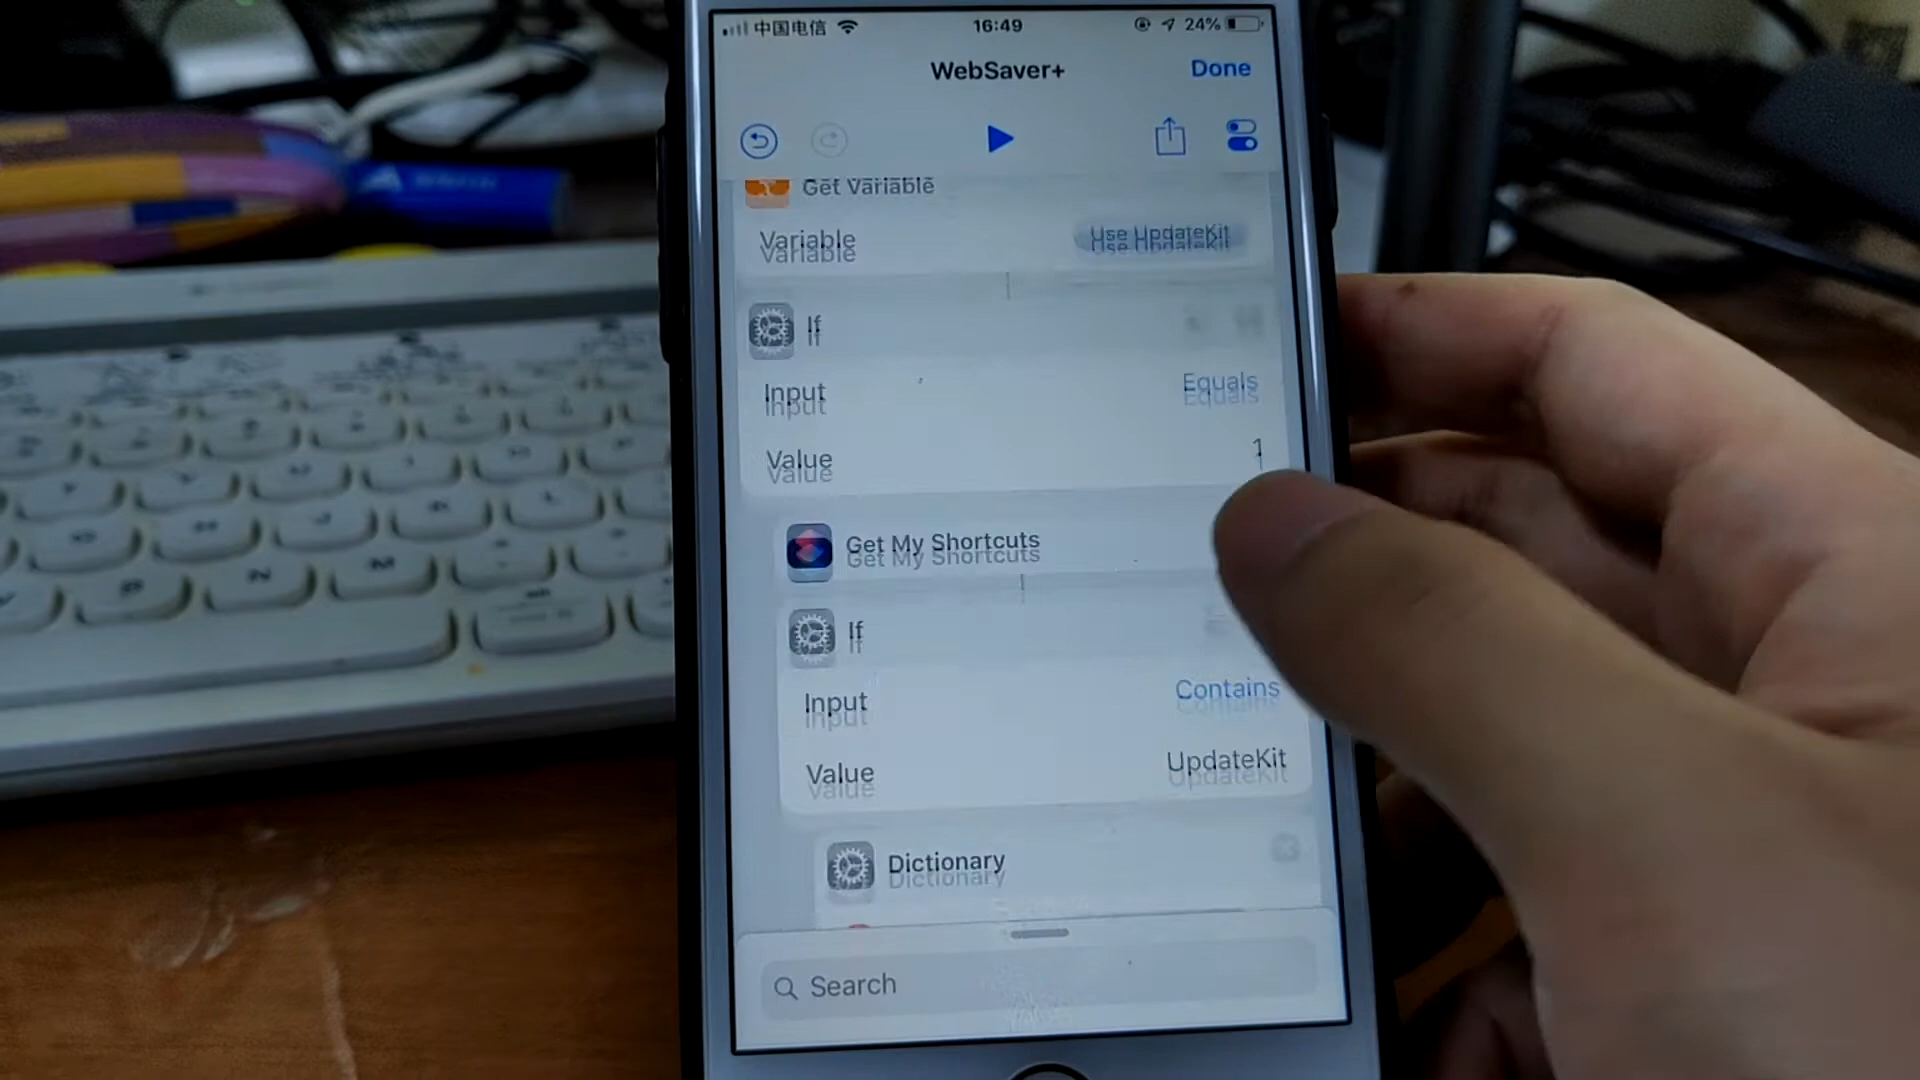 中国电信 16:49 24%
WebSaver+ Done
Get Variable
Variable Use UpdateKit
If
Input Equals
Value 1
Get My Shortcuts
If
Input Contains
Value UpdateKit
Dictionary
Search